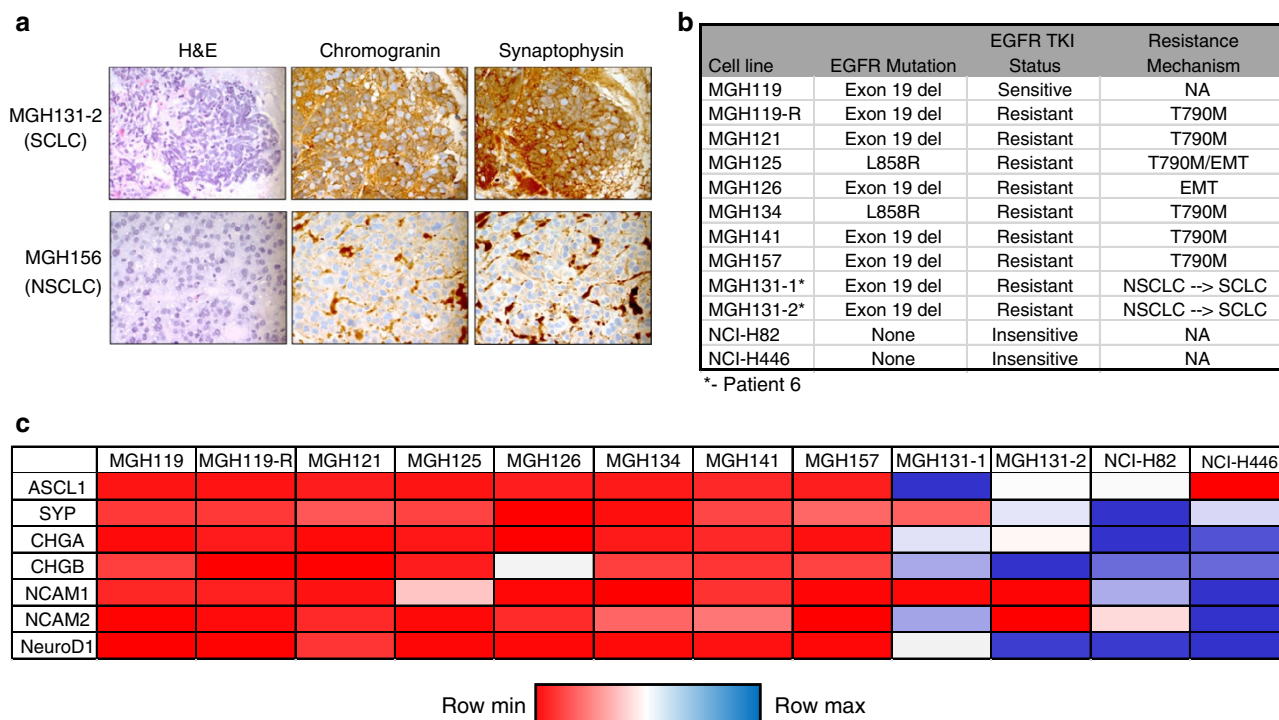 a
H&E Chromogranin Synaptophysin
MGH131-2
(SCLC)
MGH156
(NSCLC)
b
Cell line EGFR Mutation EGFR TKI Status Resistance Mechanism
MGH119 Exon 19 del Sensitive NA
MGH119-R Exon 19 del Resistant T790M
MGH121 Exon 19 del Resistant T790M
MGH125 L858R Resistant T790M/EMT
MGH126 Exon 19 del Resistant EMT
MGH134 L858R Resistant T790M
MGH141 Exon 19 del Resistant T790M
MGH157 Exon 19 del Resistant T790M
MGH131-1* Exon 19 del Resistant NSCLC --> SCLC
MGH131-2* Exon 19 del Resistant NSCLC --> SCLC
NCI-H82 None Insensitive NA
NCI-H446 None Insensitive NA
*- Patient 6
c
MGH119 MGH119-R MGH121 MGH125 MGH126 MGH134 MGH141 MGH157 MGH131-1 MGH131-2 NCI-H82 NCI-H446
ASCL1
SYP
CHGA
CHGB
NCAM1
NCAM2
NeuroD1
Row min Row max